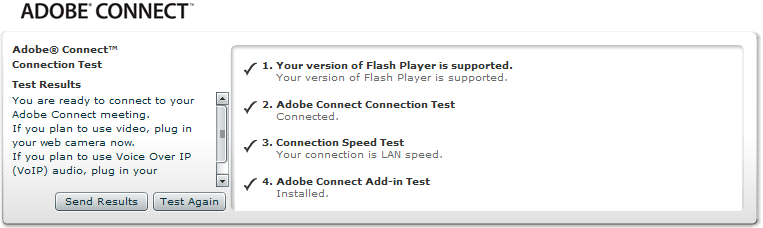 ADOBE® CONNECT™
Adobe® Connect™
Connection Test
Test Results
You are ready to connect to your
Adobe Connect meeting.
If you plan to use video, plug in
your web camera now.
If you plan to use Voice Over IP
(VoIP) audio, plug in your
Send Results
Test Again
1. Your version of Flash Player is supported.
Your version of Flash Player is supported.
2. Adobe Connect Connection Test
Connected.
3. Connection Speed Test
Your connection is LAN speed.
4. Adobe Connect Add-in Test
Installed.